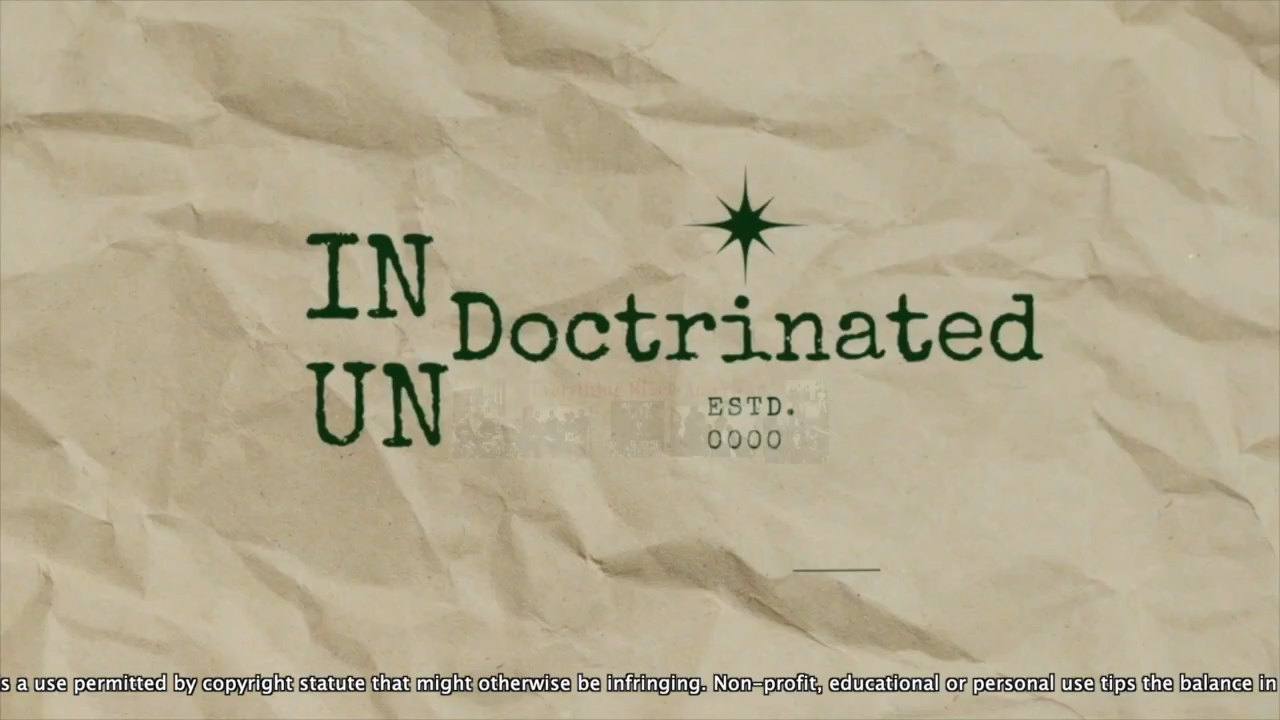 IN
Doctrinated
UN
ESTD.
0000
s a use permitted by copyright statute that might otherwise be infringing. Non-profit, educational or personal use tips the balance in